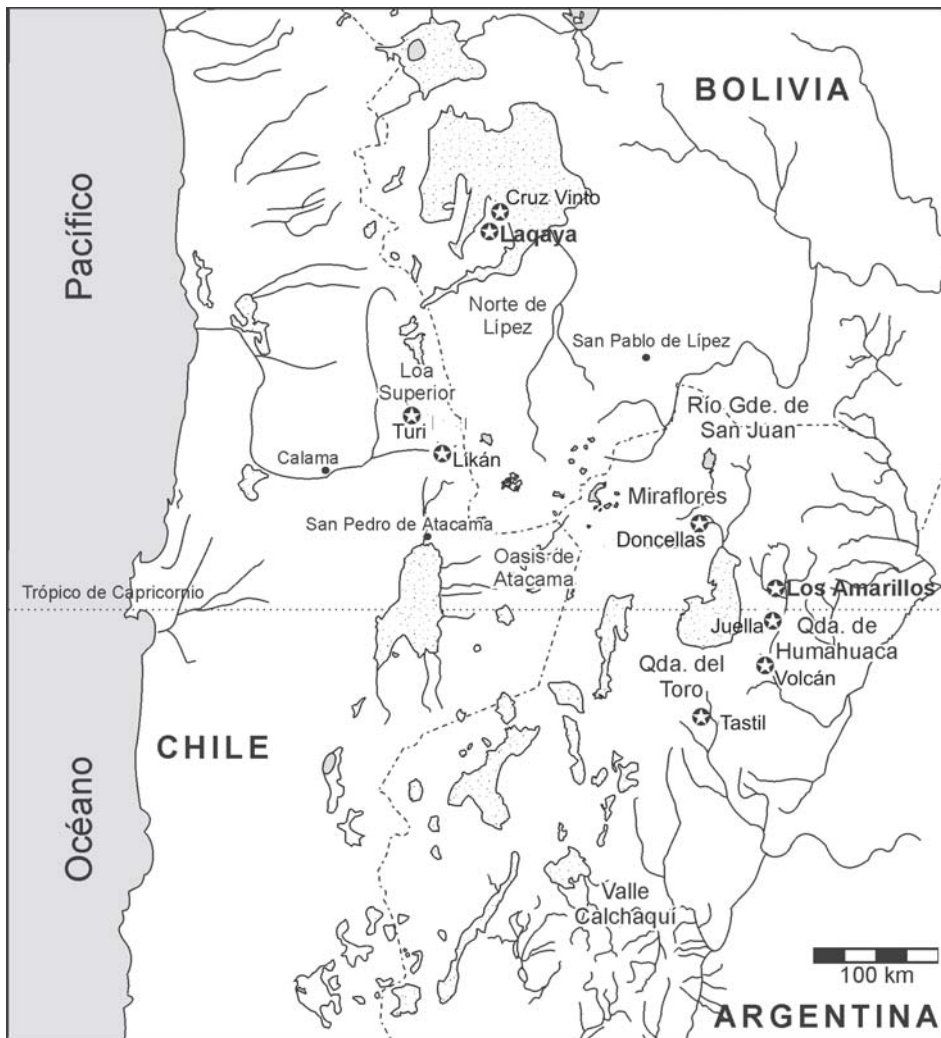 BOLIVIA
Pacífico
Cruz Vinto
Laqaya
Norte de
Lípez
San Pablo de Lípez
Loa
Superior
Turi
Río Gde. de
San Juan
Calama
Likán
Miraflores
San Pedro de Atacama
Doncellas
Oasis de
Atacama
Trópico de Capricornio
Los Amarillos
Juella
Qda. de
Humahuaca
Qda. del
Toro
Volcán
Tastil
CHILE
Océano
Valle
Calchaquí
100 km
ARGENTINA